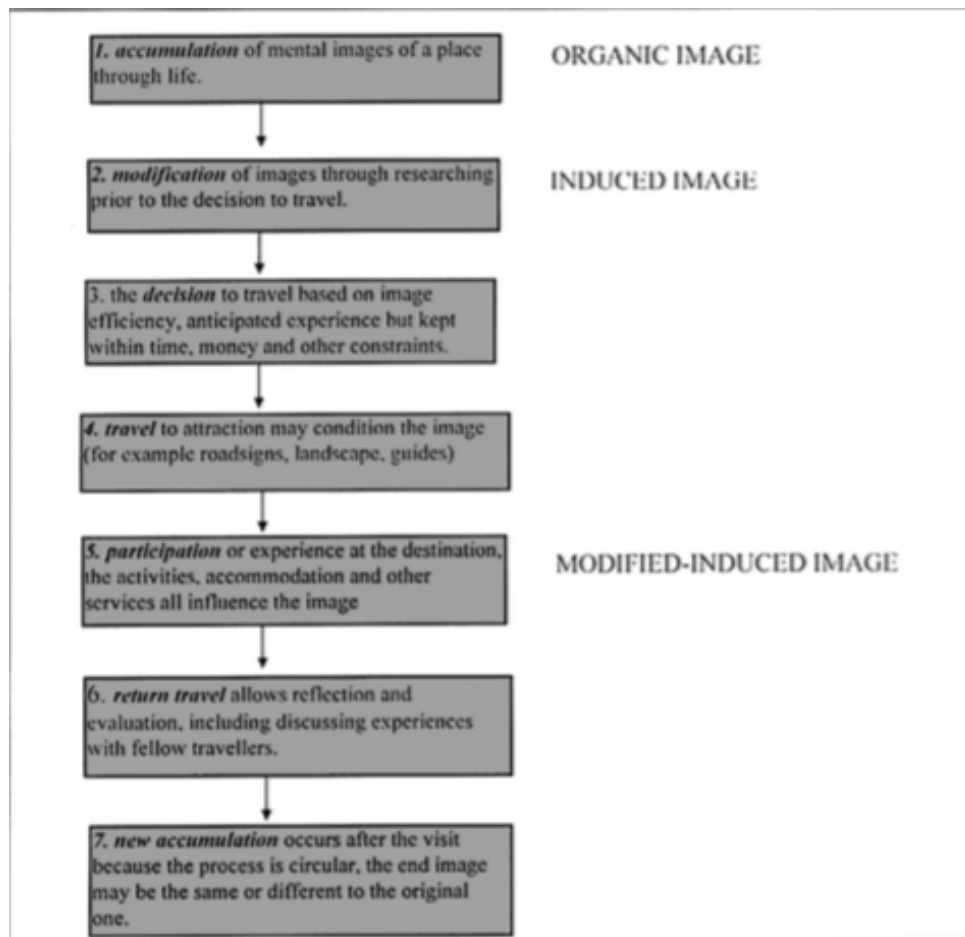 1. accumulation of mental images of a place
through life.
ORGANIC IMAGE
2. modification of images through researching
prior to the decision to travel.
INDUCED IMAGE
3. the decision to travel based on image
efficiency, anticipated experience but kept
within time, money and other constraints.
4. travel to attraction may condition the image
(for example roadsigns, landscape, guides)
5. participation or experience at the destination,
the activities, accommodation and other
services all influence the image
MODIFIED-INDUCED IMAGE
6. return travel allows reflection and
evaluation, including discussing experiences
with fellow travellers.
7. new accumulation occurs after the visit
because the process is circular, the end image
may be the same or different to the original
one.